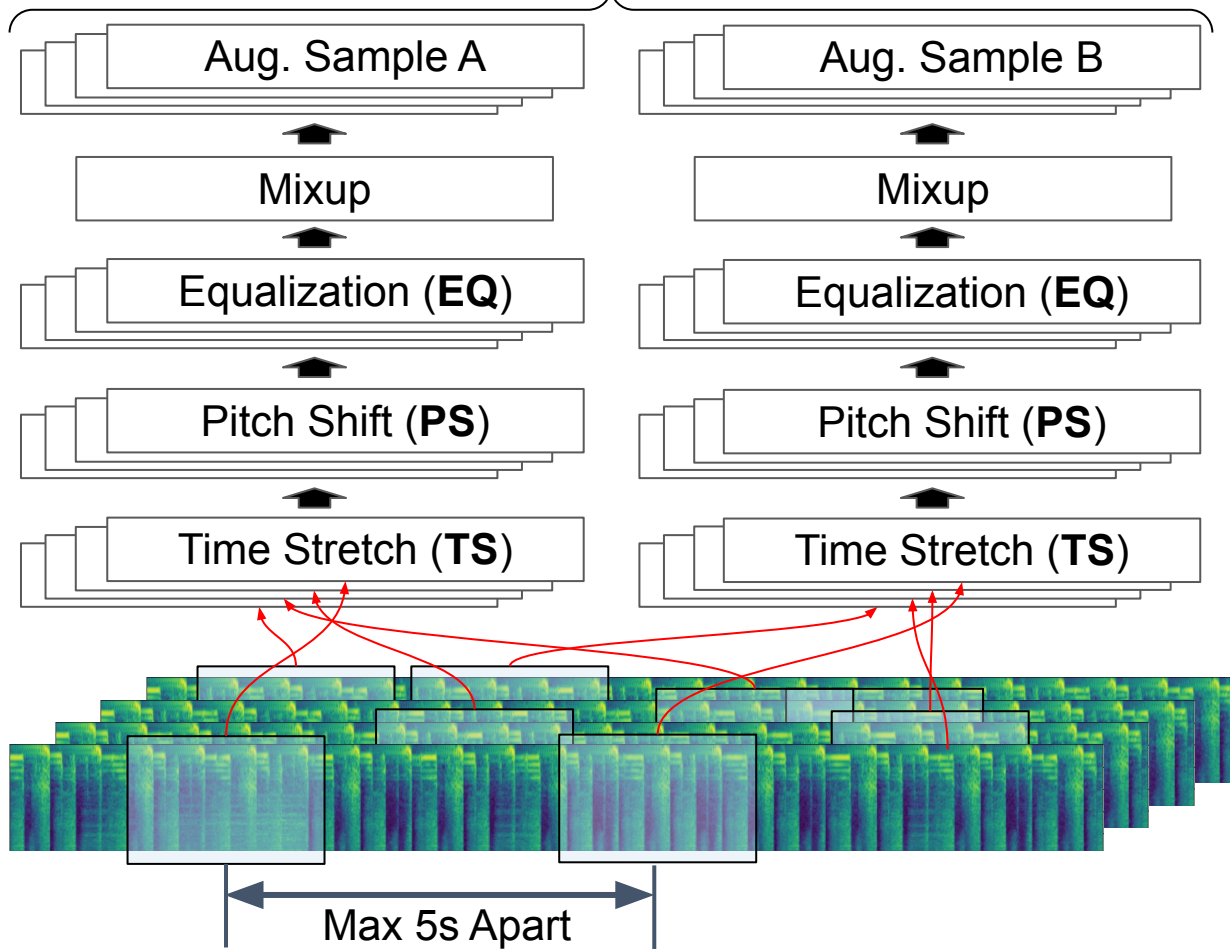 Aug. Sample A
Aug. Sample B
Mixup
Mixup
Equalization (EQ)
Equalization (EQ)
Pitch Shift (PS)
Pitch Shift (PS)
Time Stretch (TS)
Time Stretch (TS)
Max 5s Apart